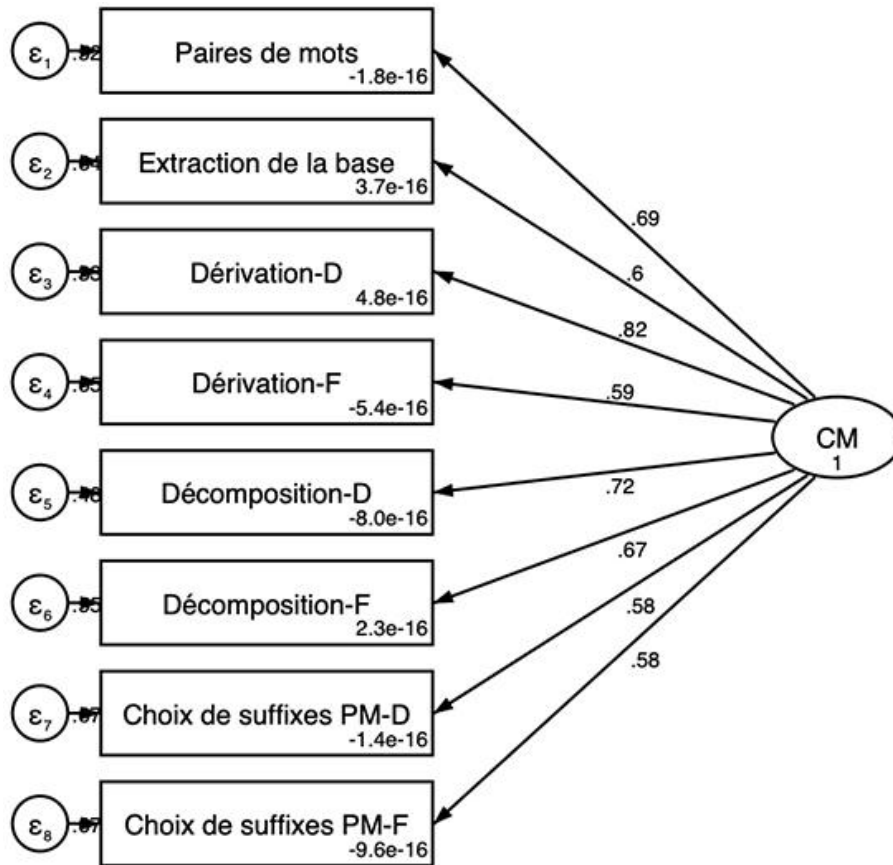 ε1
Paires de mots
-1.8e-16
ε2
Extraction de la base
3.7e-16
ε3
Dérivation-D
4.8e-16
ε4
Dérivation-F
-5.4e-16
ε5
Décomposition-D
-8.0e-16
ε6
Décomposition-F
2.3e-16
ε7
Choix de suffixes PM-D
-1.4e-16
ε8
Choix de suffixes PM-F
-9.6e-16
.69
.6
.82
.59
.72
.67
.58
.58
CM
1